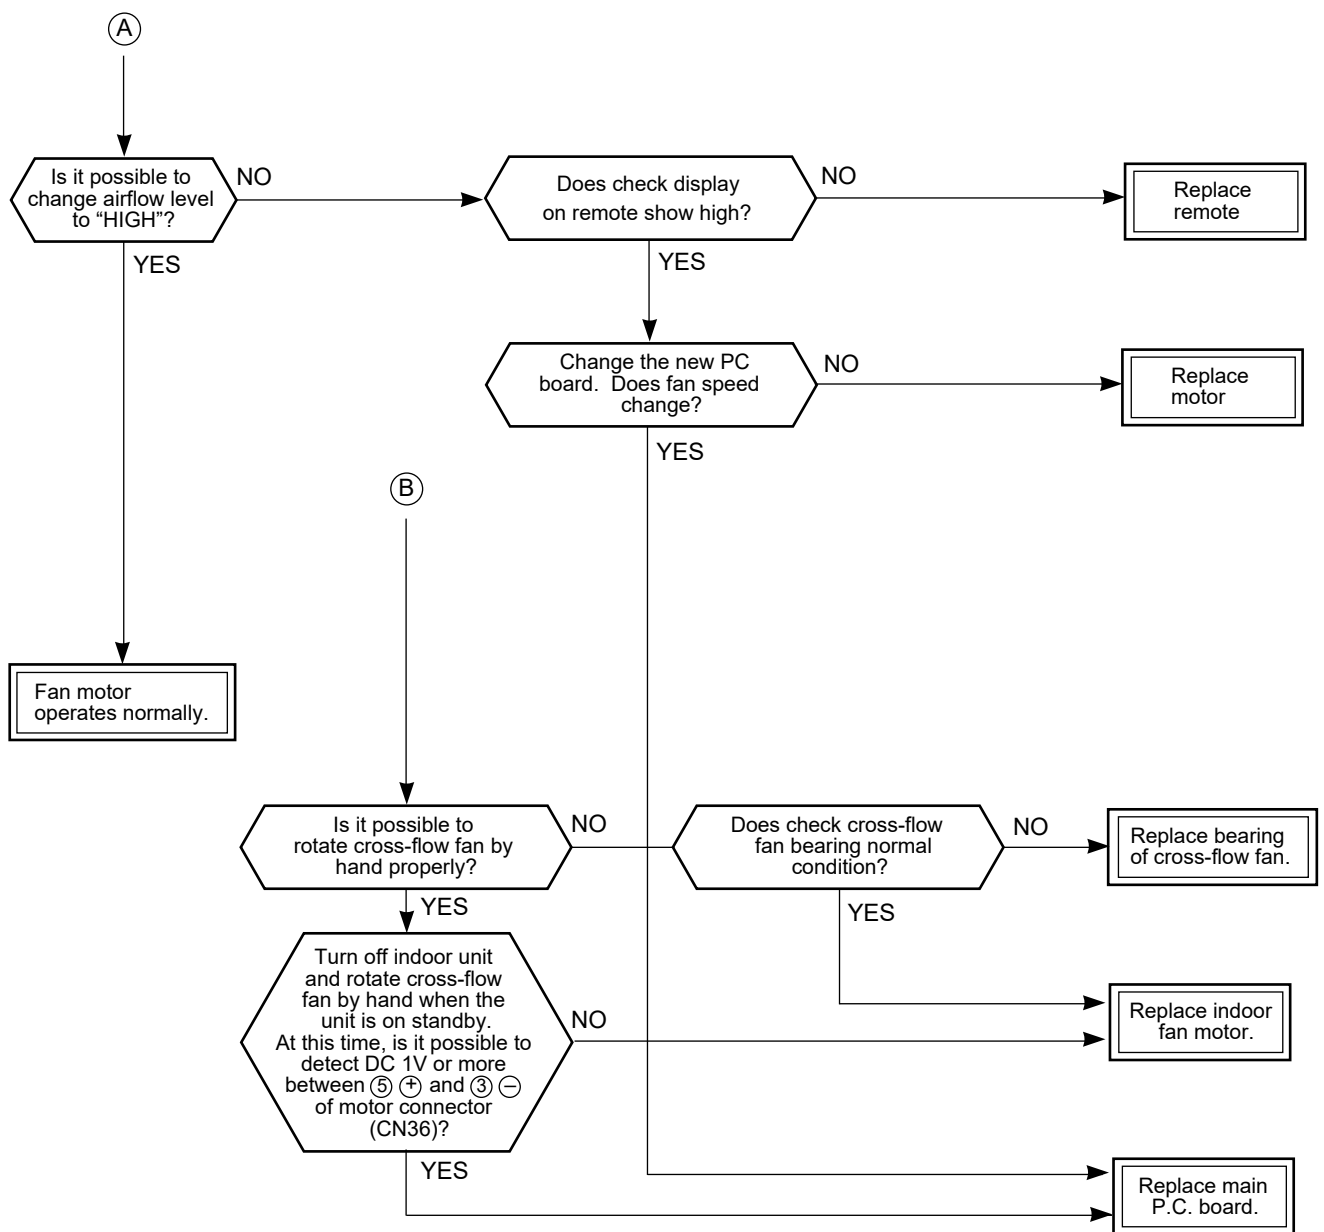 A
Is it possible to
change airflow level
to “HIGH”?
NO
Does check display
on remote show high?
NO
Replace
remote
YES
YES
Change the new PC
board. Does fan speed
change?
NO
Replace
motor
YES
B
Fan motor
operates normally.
Is it possible to
rotate cross-flow fan by
hand properly?
NO
Does check cross-flow
fan bearing normal
condition?
NO
Replace bearing
of cross-flow fan.
YES
YES
Turn off indoor unit
and rotate cross-flow
fan by hand when the
unit is on standby.
At this time, is it possible to
detect DC 1V or more
between ⑤ ⊕ and ③ ⊖
of motor connector
(CN36)?
NO
Replace indoor
fan motor.
YES
Replace main
P.C. board.